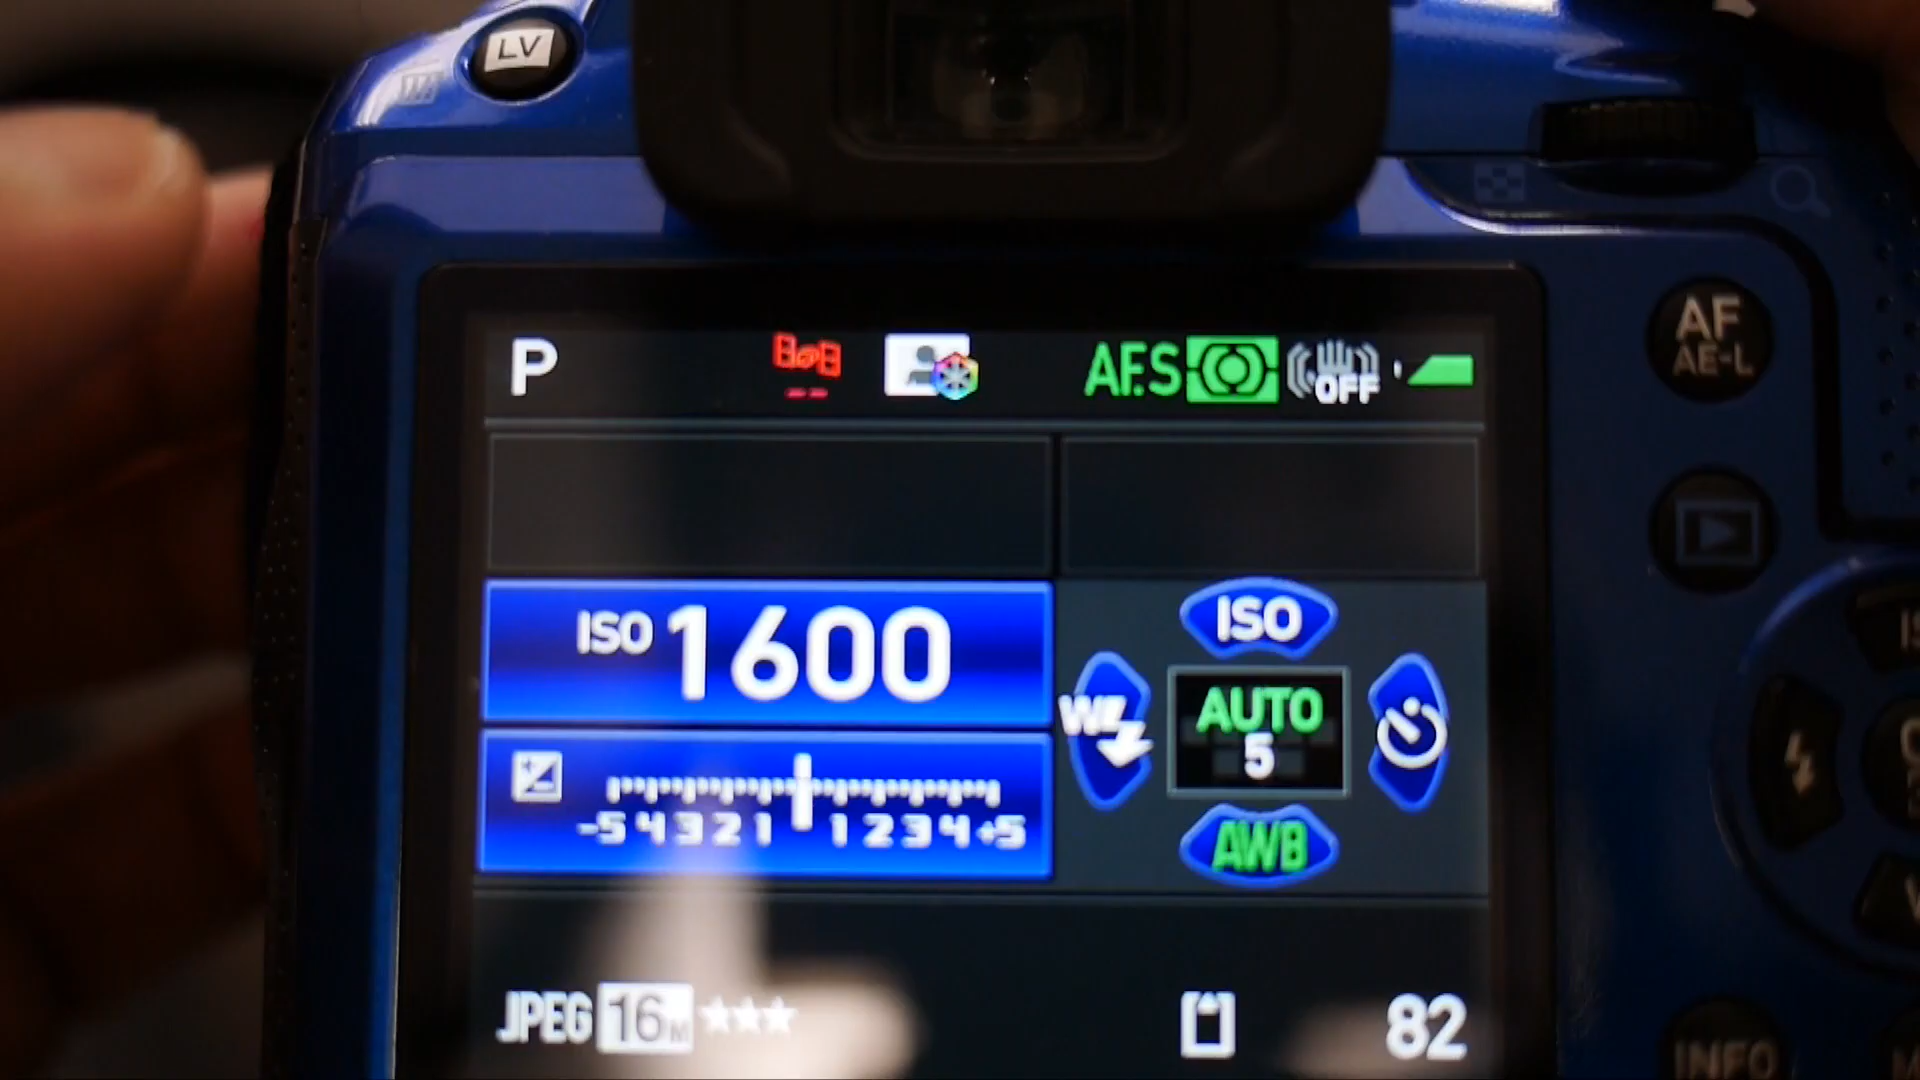 LV
AF
AE-L
P
AF.S
OFF
ISO 1600
ISO
AUTO
5
AWB
-5 4 3 2 1 1 2 3 4 +5
JPEG 16M ★★★
82
INFO